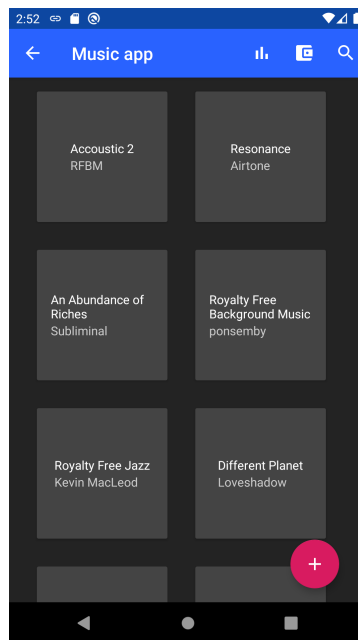 2:52
Music app
Accoustic 2
RFBM
Resonance
Airtone
An Abundance of
Riches
Subliminal
Royalty Free
Background Music
ponsemby
Royalty Free Jazz
Kevin MacLeod
Different Planet
Loveshadow